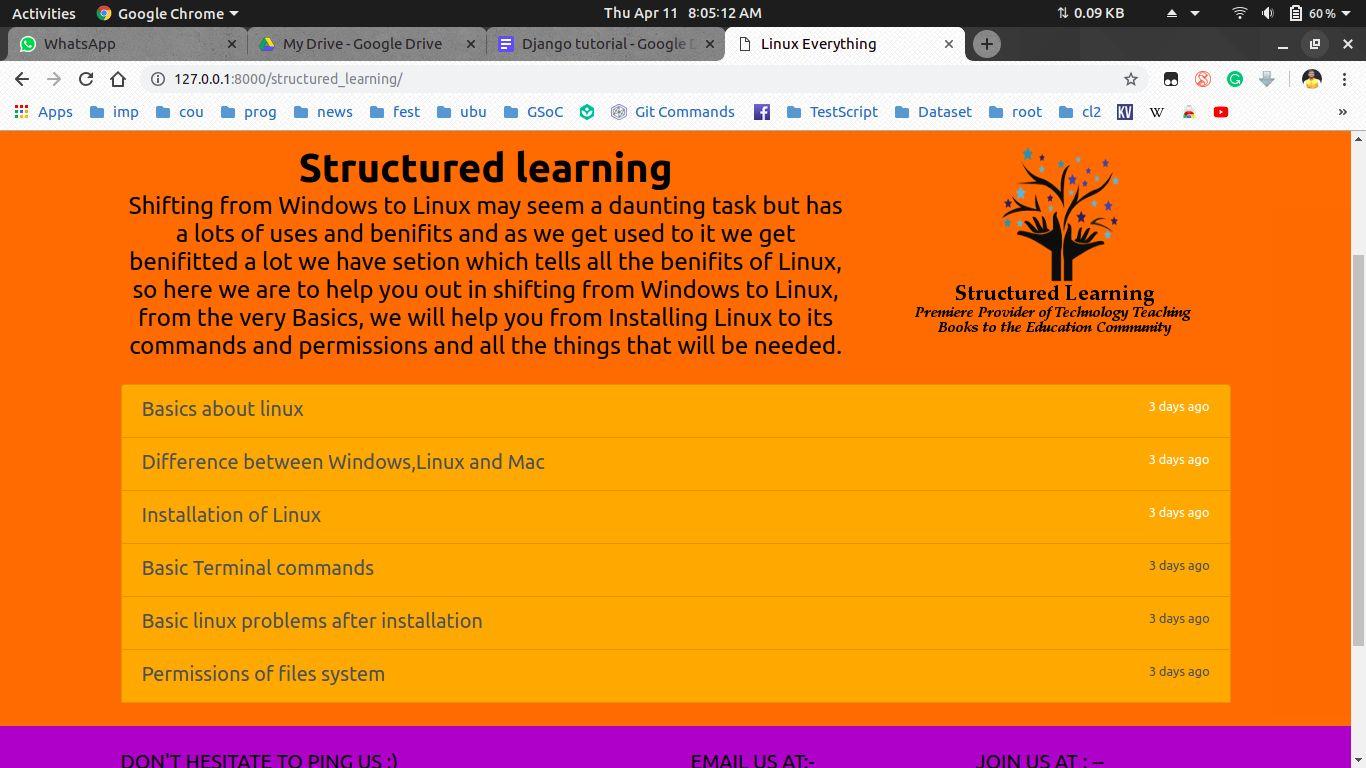 Activities Google Chrome Thu Apr 11 8:05:12 AM 0.09 KB 60%
WhatsApp My Drive - Google Drive Django tutorial - Google D Linux Everything
127.0.0.1:8000/structured_learning/
Apps imp cou prog news fest ubu GSoC Git Commands TestScript Dataset root cl2 KV W »
Structured learning
Shifting from Windows to Linux may seem a daunting task but has
a lots of uses and benifits and as we get used to it we get
benifitted a lot we have setion which tells all the benifits of Linux,
so here we are to help you out in shifting from Windows to Linux,
from the very Basics, we will help you from Installing Linux to its
commands and permissions and all the things that will be needed.
Structured Learning
Premiere Provider of Technology Teaching
Books to the Education Community
Basics about linux 3 days ago
Difference between Windows,Linux and Mac 3 days ago
Installation of Linux 3 days ago
Basic Terminal commands 3 days ago
Basic linux problems after installation 3 days ago
Permissions of files system 3 days ago
DON'T HESITATE TO PING US :) EMAIL US AT:- JOIN US AT : --